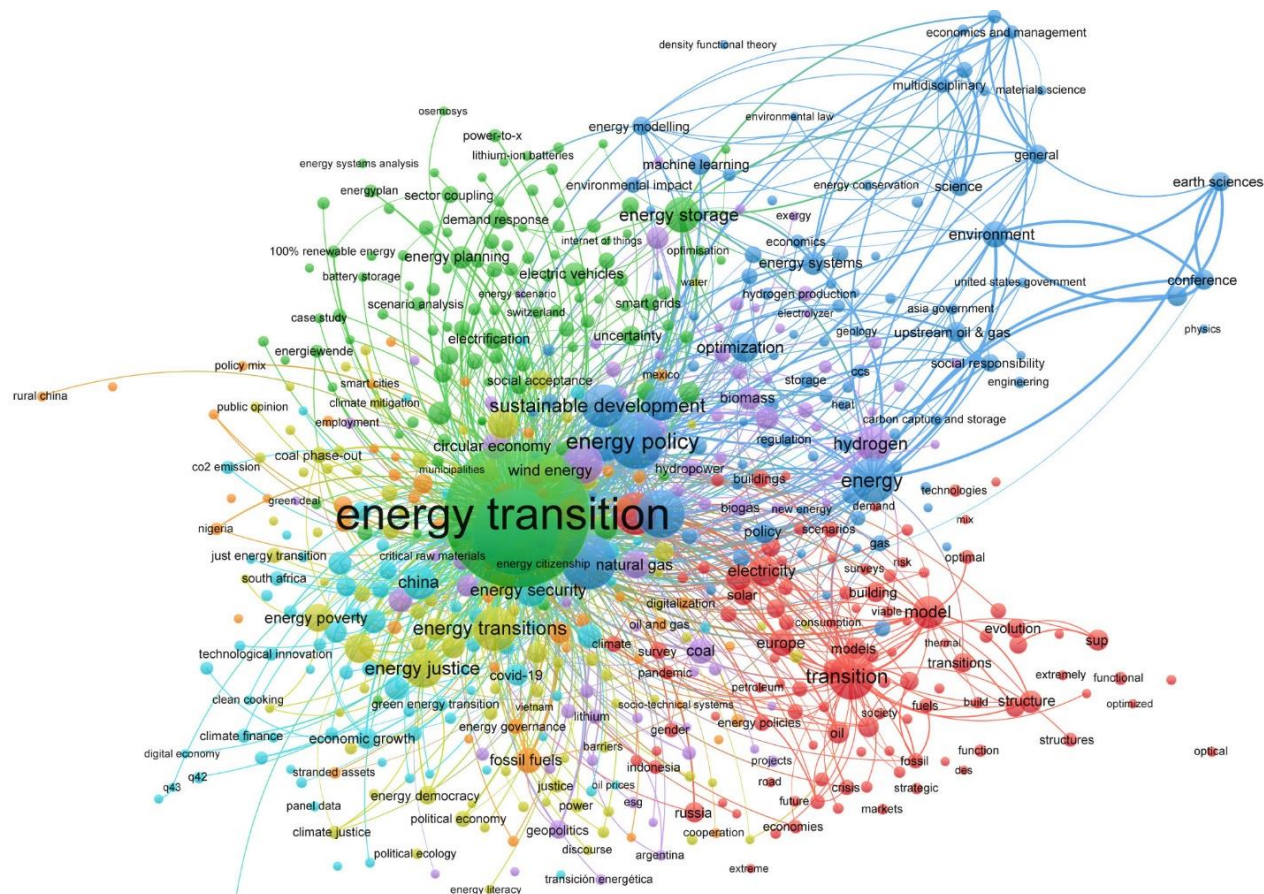 economics and management
density functional theory
multidisciplinary
materials science
osmosys
environmental law
energy modelling
power-to-x
lithium-ion batteries
general
energy systems analysis
machine learning
earth sciences
energyplan
sector coupling
environmental impact
energy conservation
science
demand response
energy storage
exergy
environment
100% renewable energy
energy planning
internet of things
optimisation
economics
energy systems
battery storage
electric vehicles
water
united states government
conference
energy scenario
hydrogen production
scenario analysis
smart grids
asia government
case study
switzerland
electrolyzer
geology
physics
energiewende
electrification
uncertainty
optimization
upstream oil & gas
policy mix
social acceptance
mexico
storage
ccs
social responsibility
smart cities
heat
engineering
rural china
climate mitigation
biomass
public opinion
sustainable development
carbon capture and storage
employment
energy policy
regulation
hydrogen
circular economy
coal phase-out
co2 emission
municipalities
wind energy
hydropower
buildings
energy
technologies
green deal
energy transition
biogas
new energy
demand
mix
nigeria
policy
scenarios
just energy transition
critical raw materials
energy citizenship
natural gas
gas
optimal
south africa
china
electricity
surveys
risk
energy security
solar
building
digitalization
viable
model
energy poverty
energy transitions
consumption
evolution
oil and gas
europe
models
thermal
sup
technological innovation
climate
survey
coal
transitions
energy justice
covid-19
pandemic
transition
extremely
functional
clean cooking
petroleum
green energy transition
vietnam
lithium
socio-technical systems
society
fuels
build
structure
optimized
climate finance
economic growth
energy governance
energy policies
oil
digital economy
barriers
gender
structures
q42
fossil fuels
projects
function
optical
q43
stranded assets
oil prices
indonesia
fossil
des
panel data
justice
road
crisis
strategic
energy democracy
power
esg
future
markets
climate justice
political economy
geopolitics
russia
economies
discourse
cooperation
political ecology
argentina
extreme
transición energética
energy literacy